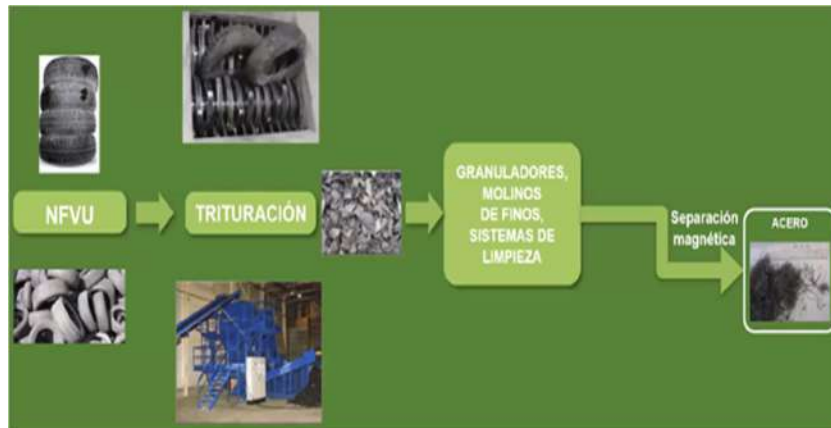 NFVU
TRITURACIÓN
GRANULADORES,
MOLINOS
DE FINOS,
SISTEMAS DE
LIMPIEZA
Separación
magnética
ACERO